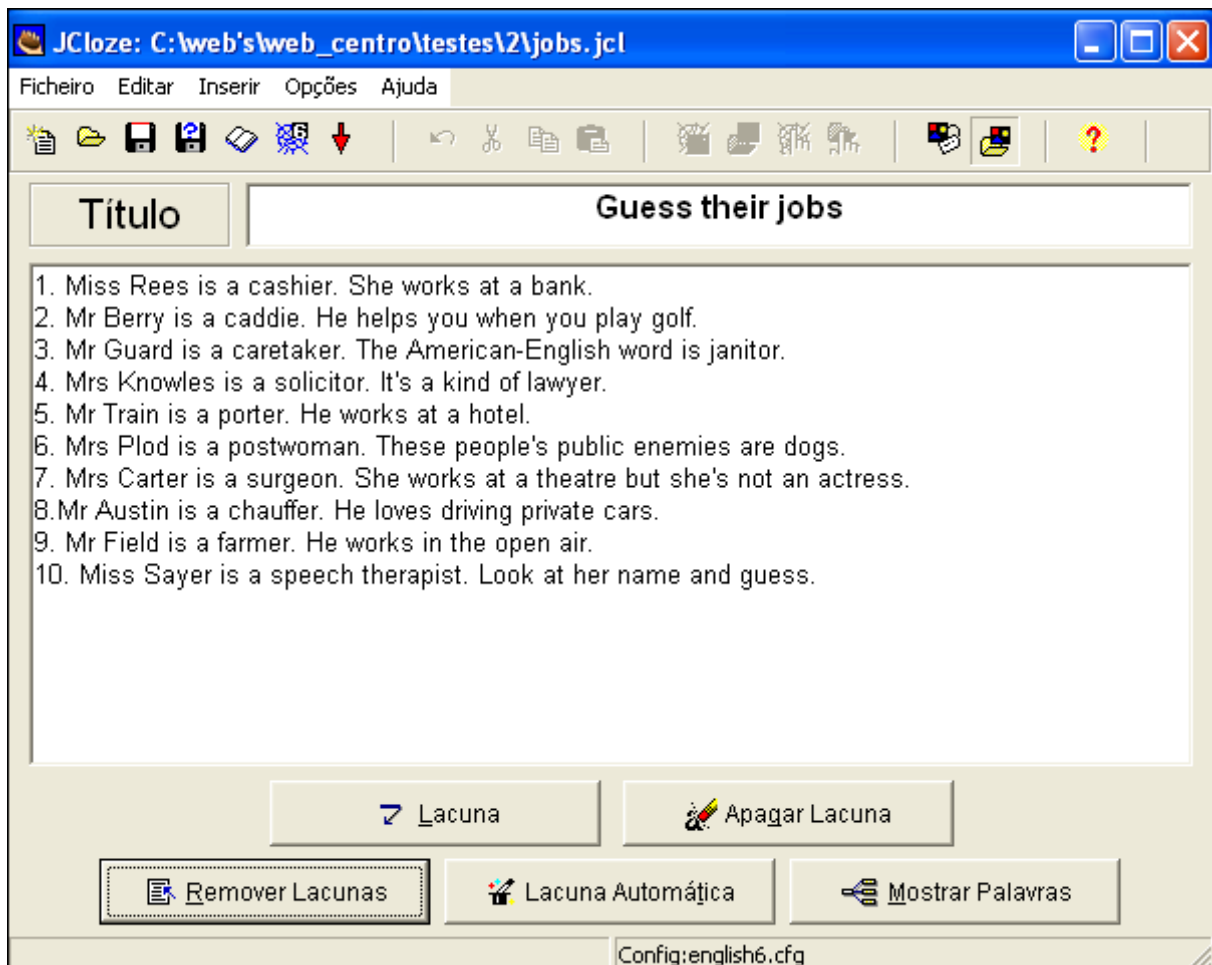 JCloze: C:\web's\web_centro\testes\2\jobs.jcl
Ficheiro Editar Inserir Opções Ajuda
Título
Guess their jobs
1. Miss Rees is a cashier. She works at a bank.
2. Mr Berry is a caddie. He helps you when you play golf.
3. Mr Guard is a caretaker. The American-English word is janitor.
4. Mrs Knowles is a solicitor. It's a kind of lawyer.
5. Mr Train is a porter. He works at a hotel.
6. Mrs Plod is a postwoman. These people's public enemies are dogs.
7. Mrs Carter is a surgeon. She works at a theatre but she's not an actress.
8.Mr Austin is a chauffer. He loves driving private cars.
9. Mr Field is a farmer. He works in the open air.
10. Miss Sayer is a speech therapist. Look at her name and guess.
Lacuna
Apagar Lacuna
Remover Lacunas
Lacuna Automática
Mostrar Palavras
Config:english6.cfg